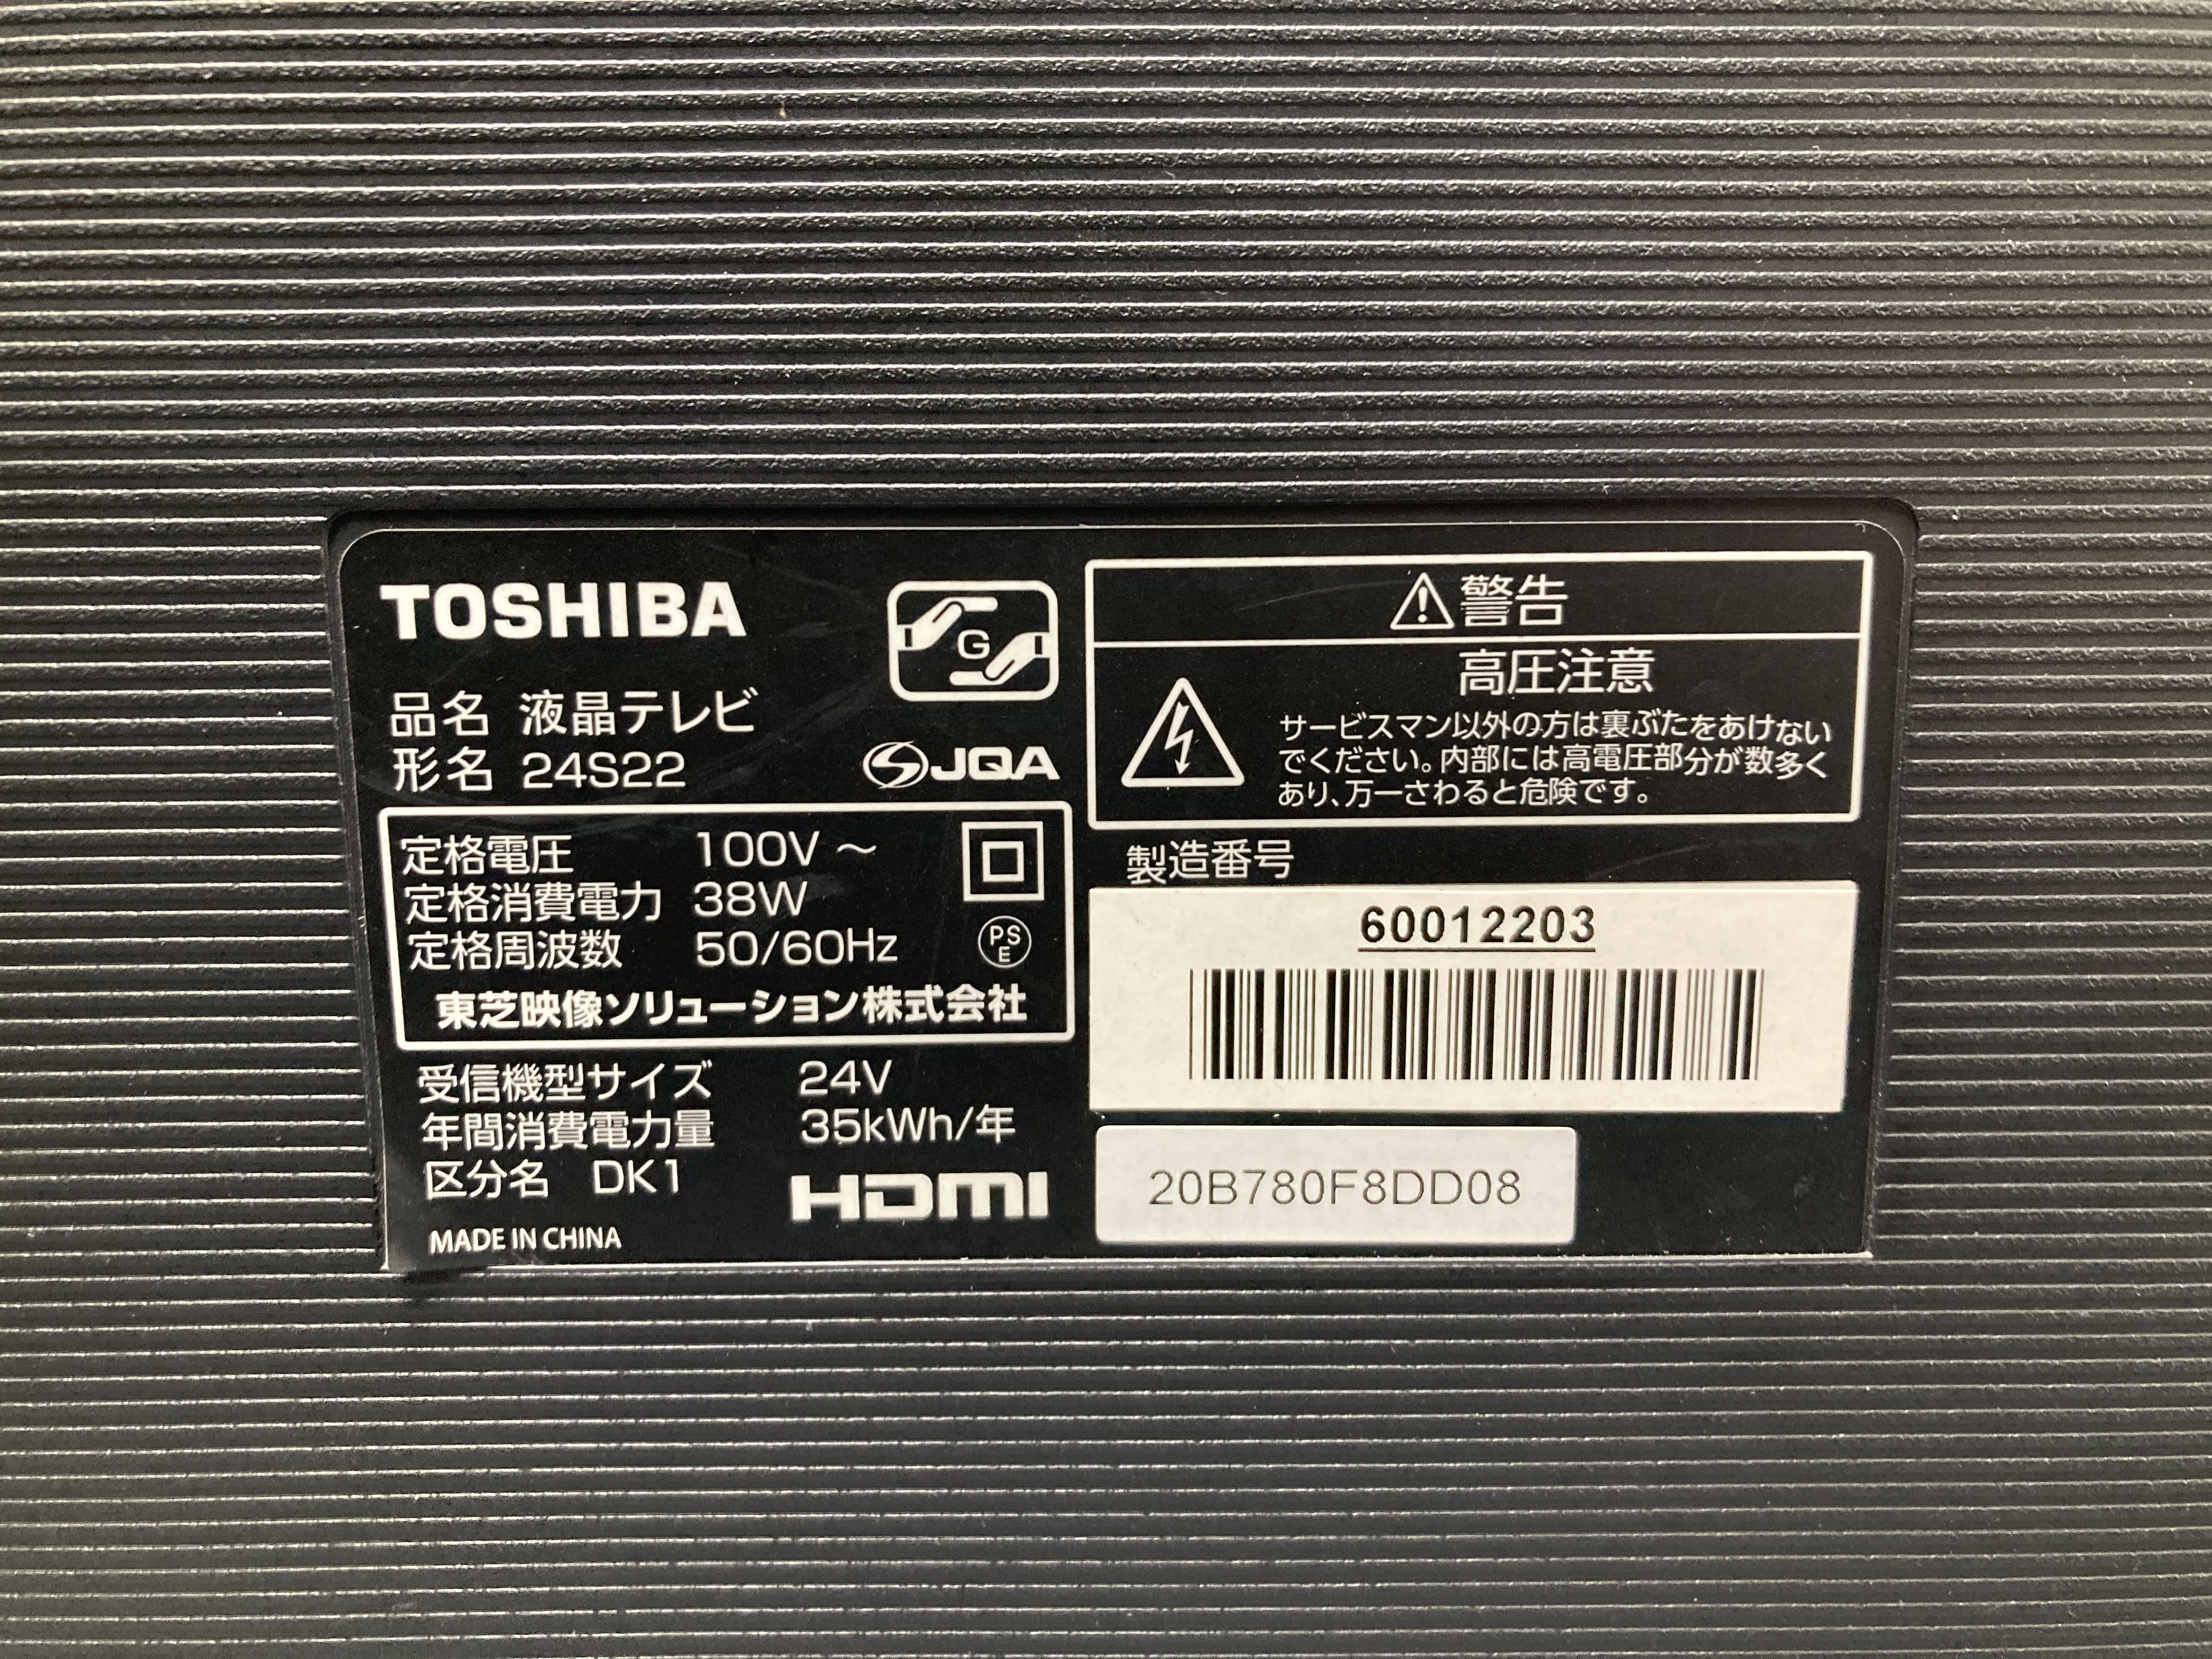 TOSHIBA
品名 液晶テレビ
形名 24S22
G
JQA
定格電圧 100V ～
定格消費電力 38W
定格周波数 50/60Hz
PS
E
東芝映像ソリューション株式会社
受信機型サイズ 24V
年間消費電力量 35kWh/年
区分名 DK1
HDMI
MADE IN CHINA
警告
高圧注意
サービスマン以外の方は裏ぶたをあけない
でください。内部には高電圧部分が数多く
あり、万一さわると危険です。
製造番号
60012203
20B780F8DD08